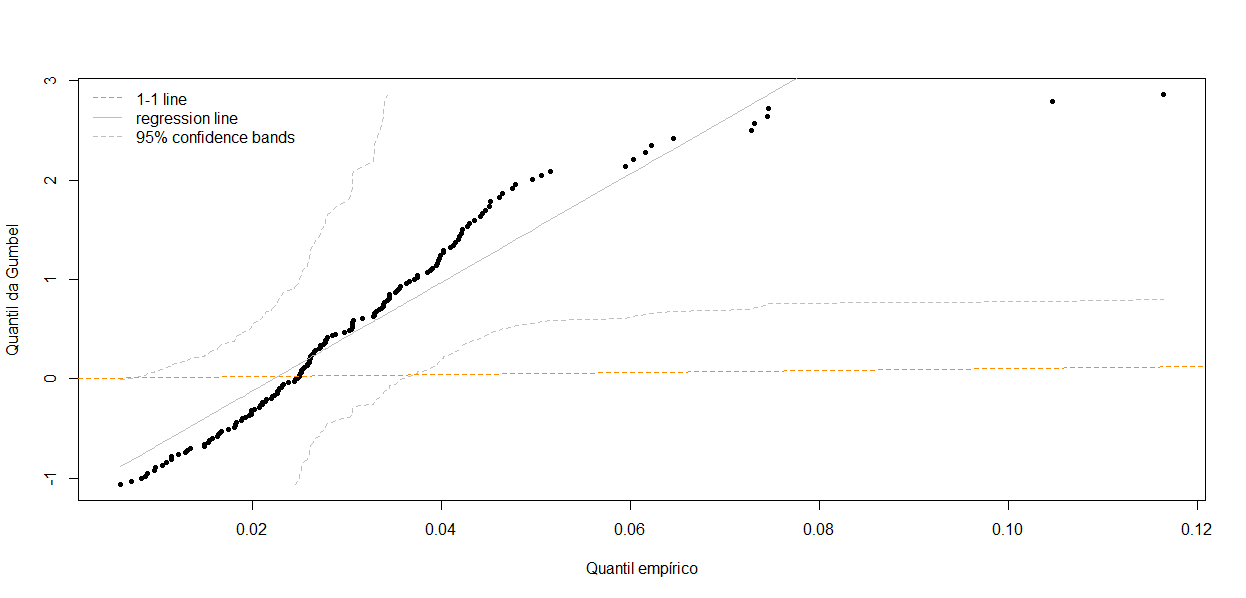 1-1 line
regression line
95% confidence bands
Quantil da Gumbel
3
2
1
0
-1
0.02 0.04 0.06 0.08 0.10 0.12
Quantil empírico